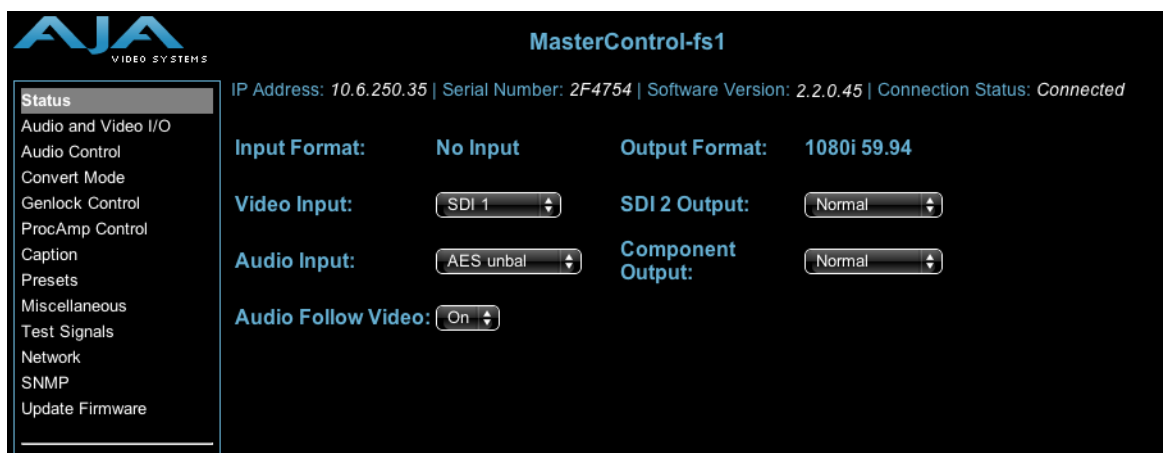 AJA
VIDEO SYSTEMS
MasterControl-fs1
IP Address: 10.6.250.35 | Serial Number: 2F4754 | Software Version: 2.2.0.45 | Connection Status: Connected
Status
Audio and Video I/O
Audio Control
Convert Mode
Genlock Control
ProcAmp Control
Caption
Presets
Miscellaneous
Test Signals
Network
SNMP
Update Firmware
Input Format: No Input Output Format: 1080i 59.94
Video Input: SDI 1 SDI 2 Output: Normal
Audio Input: AES unbal Component Output: Normal
Audio Follow Video: On